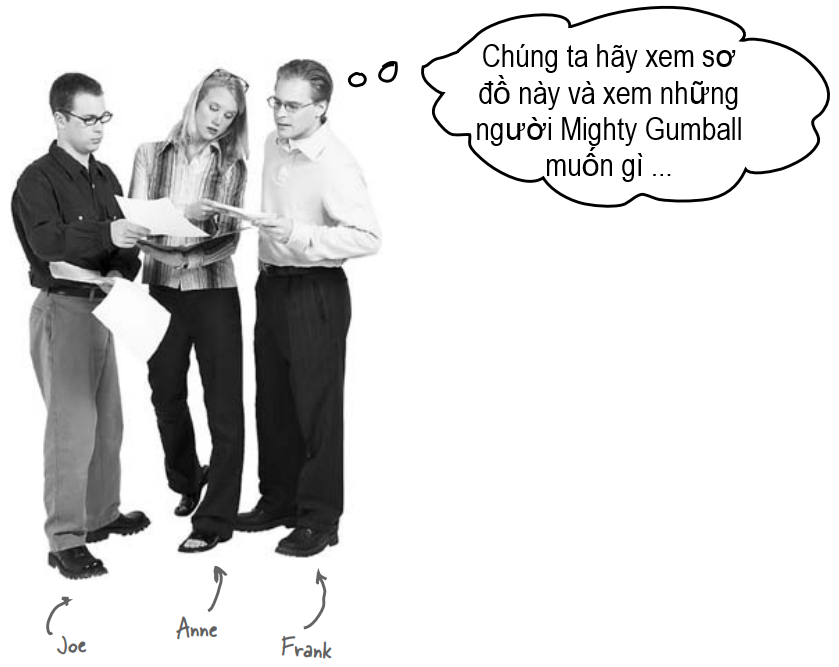 Chúng ta hãy xem sơ
đồ này và xem những
người Mighty Gumball
muốn gì ...
Joe
Anne
Frank